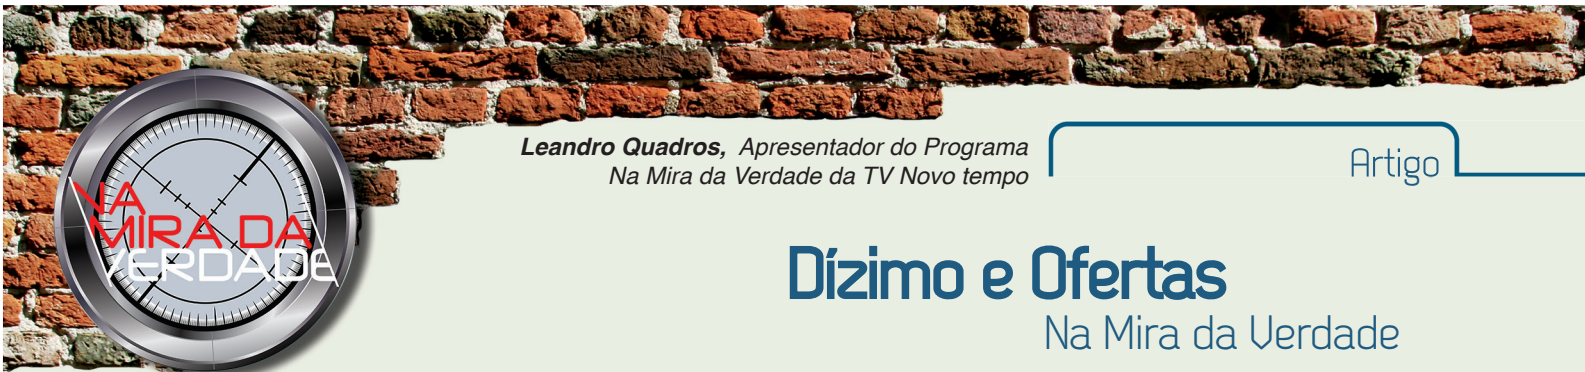 Leandro Quadros, Apresentador do Programa
Na Mira da Verdade da TV Novo tempo
Artigo
NA
MIRA DA
VERDADE
Dízimo e Ofertas
Na Mira da Verdade